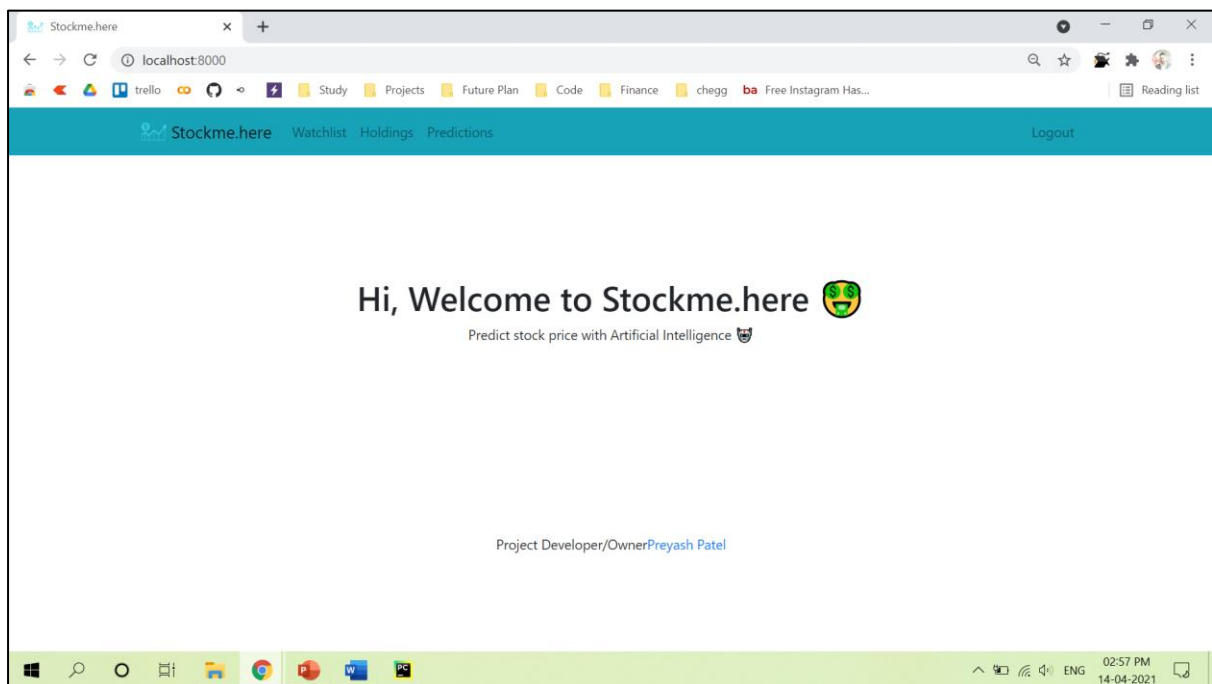 Stockme.here
localhost:8000
trello Study Projects Future Plan Code Finance chegg ba Free Instagram Has... Reading list
Stockme.here Watchlist Holdings Predictions Logout
Hi, Welcome to Stockme.here
Predict stock price with Artificial Intelligence
Project Developer/OwnerPreyash Patel
ENG 02:57 PM
14-04-2021